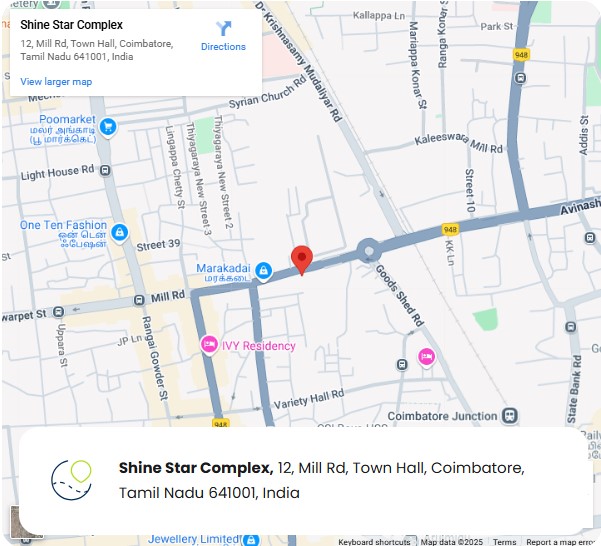 Shine Star Complex
12, Mill Rd, Town Hall, Coimbatore,
Tamil Nadu 641001, India
Directions
View larger map
Dr Krishnasamy Mudaliyar Rd
Kallappa Ln
Mariappa Konar St
Ranga Konar St
Park St
948
Addis St
Syrian Church Rd
Poomarket
மலர் அங்காடி
(பூ மார்க்கெட்)
Kaleeswara Mill Rd
Light House Rd
Lingappa Chetty St
Thiyagaraya New Street 3
Thiyagaraya New Street 2
Street 10
One Ten Fashion
ஒன் டென்
ஃபேஷன்
Street 39
948
Avinash
KK Ln
Marakadai
மரக்கடை
Mill Rd
Goods Shed Rd
warpet St
Uppara St
JP Ln
Rangai Gowder St
IVY Residency
State Bank Rd
Variety Hall Rd
Coimbatore Junction
948
Shine Star Complex, 12, Mill Rd, Town Hall, Coimbatore,
Tamil Nadu 641001, India
Jewellery Limited
Keyboard shortcuts
Map data ©2025
Terms
Report a map error